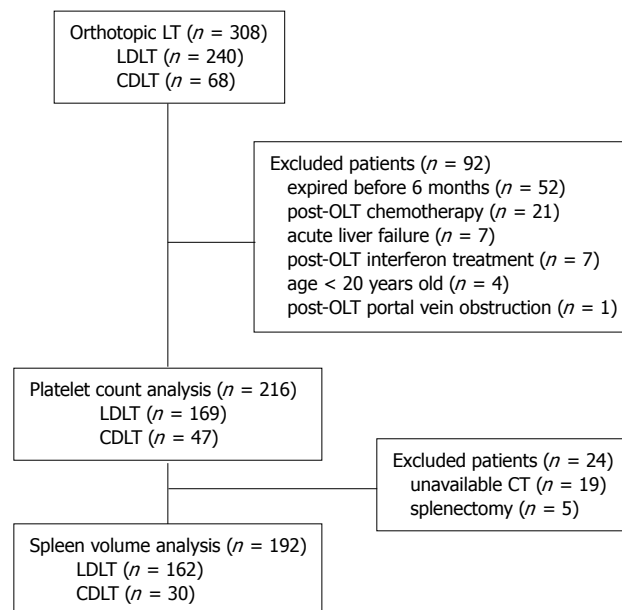 Orthotopic LT (n = 308)
LDLT (n = 240)
CDLT (n = 68)
Excluded patients (n = 92)
expired before 6 months (n = 52)
post-OLT chemotherapy (n = 21)
acute liver failure (n = 7)
post-OLT interferon treatment (n = 7)
age < 20 years old (n = 4)
post-OLT portal vein obstruction (n = 1)
Platelet count analysis (n = 216)
LDLT (n = 169)
CDLT (n = 47)
Excluded patients (n = 24)
unavailable CT (n = 19)
splenectomy (n = 5)
Spleen volume analysis (n = 192)
LDLT (n = 162)
CDLT (n = 30)